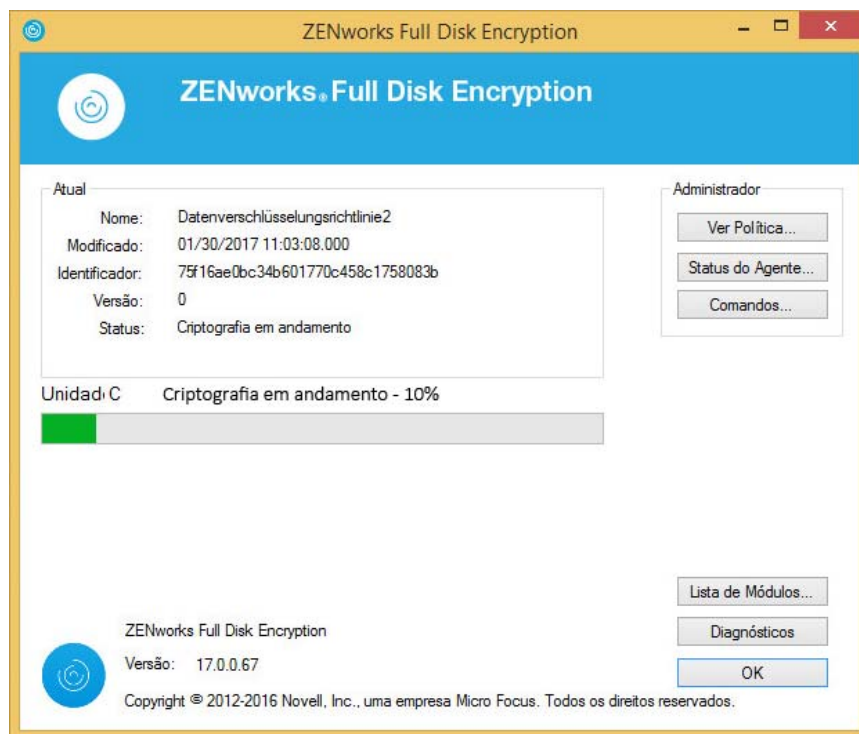 ZENworks Full Disk Encryption
ZENworks® Full Disk Encryption
Atual
Nome: Datenverschlüsselungsrichtlinie2
Modificado: 01/30/2017 11:03:08.000
Identificador: 75f16ae0bc34b601770c458c1758083b
Versão: 0
Status: Criptografia em andamento
Administrador
Ver Política...
Status do Agente...
Comandos...
Unidad C Criptografia em andamento - 10%
Lista de Módulos...
Diagnósticos
OK
ZENworks Full Disk Encryption
Versão: 17.0.0.67
Copyright © 2012-2016 Novell, Inc., uma empresa Micro Focus. Todos os direitos reservados.